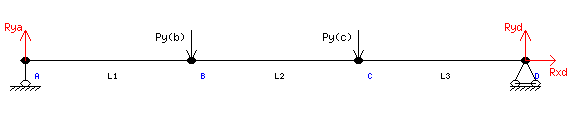 Rya Ryd
Py(b) Py(c)
Rxd
A L1 B L2 C L3 D